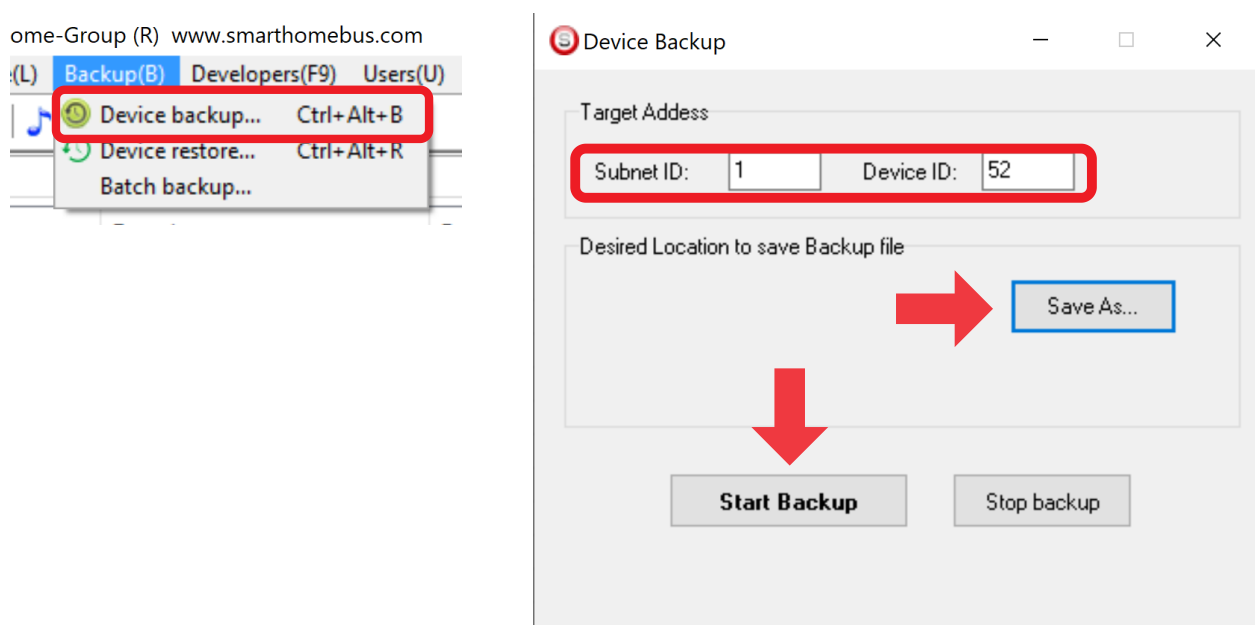 ome-Group (R) www.smarthomebus.com
(L) Backup(B) Developers(F9) Users(U)
Device backup... Ctrl+Alt+B
Device restore... Ctrl+Alt+R
Batch backup...
S Device Backup
Target Addess
Subnet ID: 1 Device ID: 52
Desired Location to save Backup file
Save As...
Start Backup Stop backup